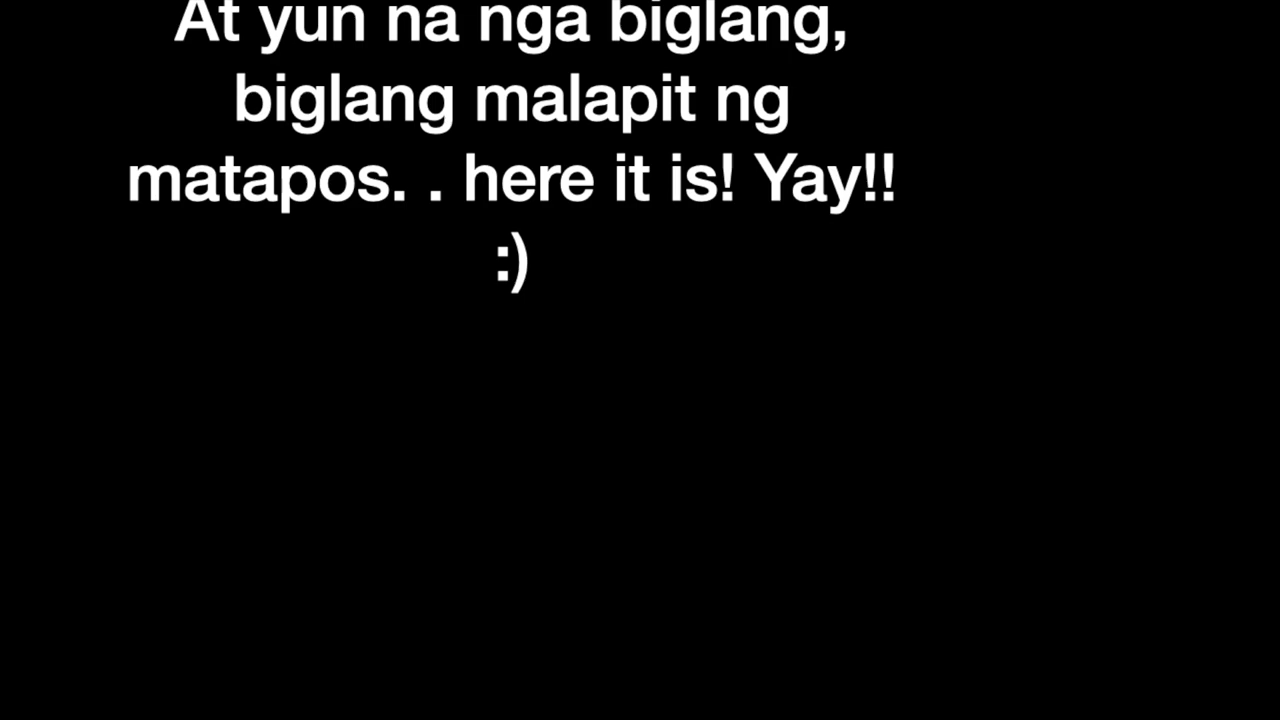 At yun na nga biglang,
biglang malapit ng
matapos. . here it is! Yay!!
:)